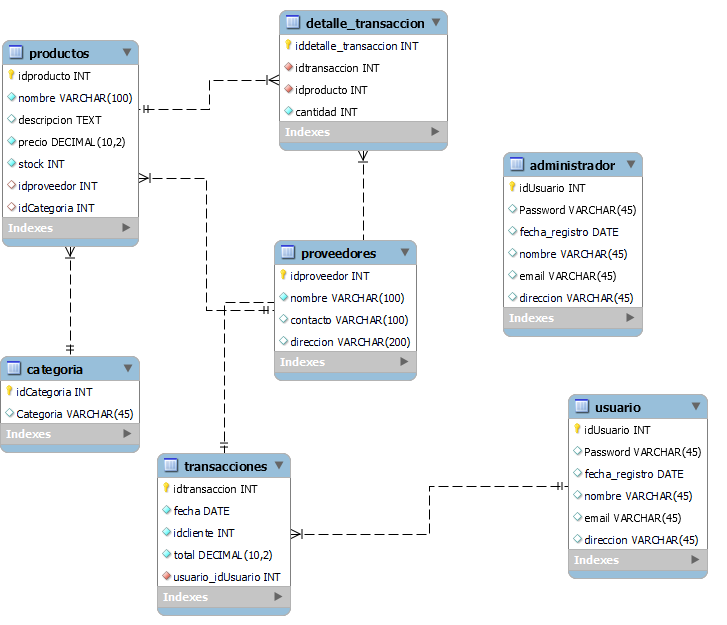 detalle_transaccion
iddetalle_transaccion INT
idtransaccion INT
idproducto INT
cantidad INT
Indexes
productos
idproducto INT
nombre VARCHAR(100)
descripcion TEXT
precio DECIMAL(10,2)
stock INT
idproveedor INT
idCategoria INT
Indexes
administrador
idUsuario INT
Password VARCHAR(45)
fecha_registro DATE
nombre VARCHAR(45)
email VARCHAR(45)
direccion VARCHAR(45)
Indexes
proveedores
idproveedor INT
nombre VARCHAR(100)
contacto VARCHAR(100)
direccion VARCHAR(200)
Indexes
categoria
idCategoria INT
Categoria VARCHAR(45)
Indexes
usuario
idUsuario INT
Password VARCHAR(45)
fecha_registro DATE
nombre VARCHAR(45)
email VARCHAR(45)
direccion VARCHAR(45)
Indexes
transacciones
idtransaccion INT
fecha DATE
idcliente INT
total DECIMAL(10,2)
usuario_idUsuario INT
Indexes